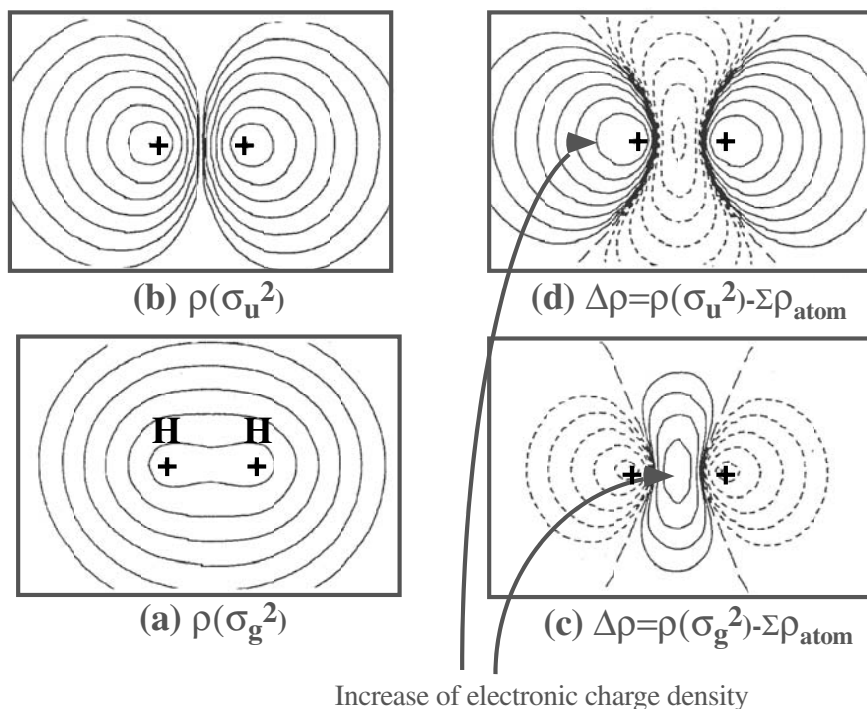 (b) ρ(σu²)
(d) Δρ=ρ(σu²)-Σρatom
H H
+ +
(a) ρ(σg²)
(c) Δρ=ρ(σg²)-Σρatom
Increase of electronic charge density